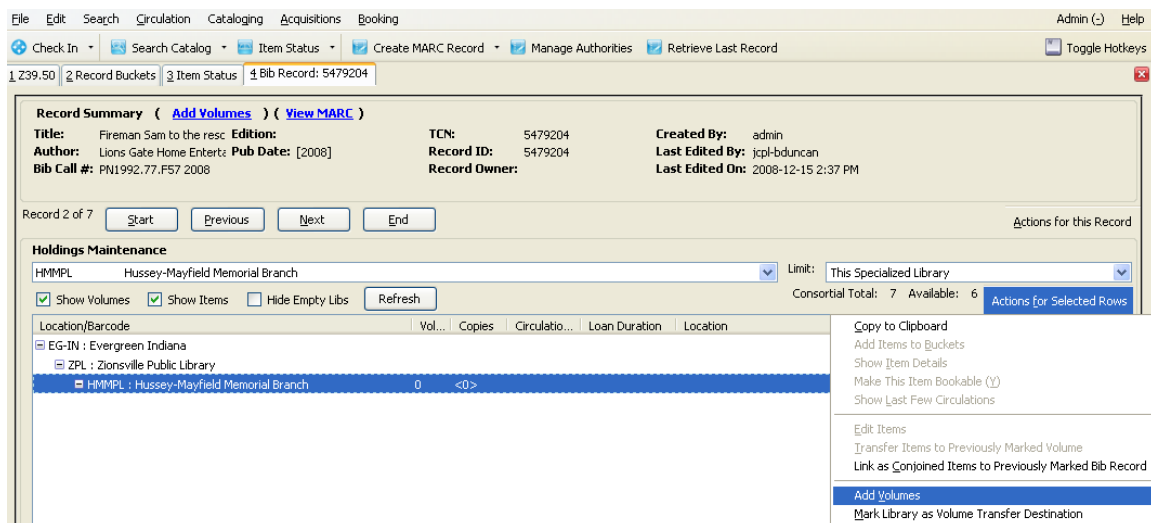 File Edit Search Circulation Cataloging Acquisitions Booking Admin (-) Help
Check In Search Catalog Item Status Create MARC Record Manage Authorities Retrieve Last Record Toggle Hotkeys
1 Z39.50 2 Record Buckets 3 Item Status 4 Bib Record: 5479204
Record Summary ( Add Volumes ) ( View MARC )
Title: Fireman Sam to the resc Edition: TCN: 5479204 Created By: admin
Author: Lions Gate Home Enterta Pub Date: [2008] Record ID: 5479204 Last Edited By: jcpl-bduncan
Bib Call #: PN1992.77.F57 2008 Record Owner: Last Edited On: 2008-12-15 2:37 PM
Record 2 of 7 Start Previous Next End Actions for this Record
Holdings Maintenance
HMMPL Hussey-Mayfield Memorial Branch Limit: This Specialized Library
Show Volumes Show Items Hide Empty Libs Refresh Consortial Total: 7 Available: 6 Actions for Selected Rows
Location/Barcode Vol... Copies Circulatio... Loan Duration Location
EG-IN : Evergreen Indiana
ZPL : Zionsville Public Library
HMMPL : Hussey-Mayfield Memorial Branch 0 <0>
Copy to Clipboard
Add Items to Buckets
Show Item Details
Make This Item Bookable (Y)
Show Last Few Circulations
Edit Items
Transfer Items to Previously Marked Volume
Link as Conjoined Items to Previously Marked Bib Record
Add Volumes
Mark Library as Volume Transfer Destination